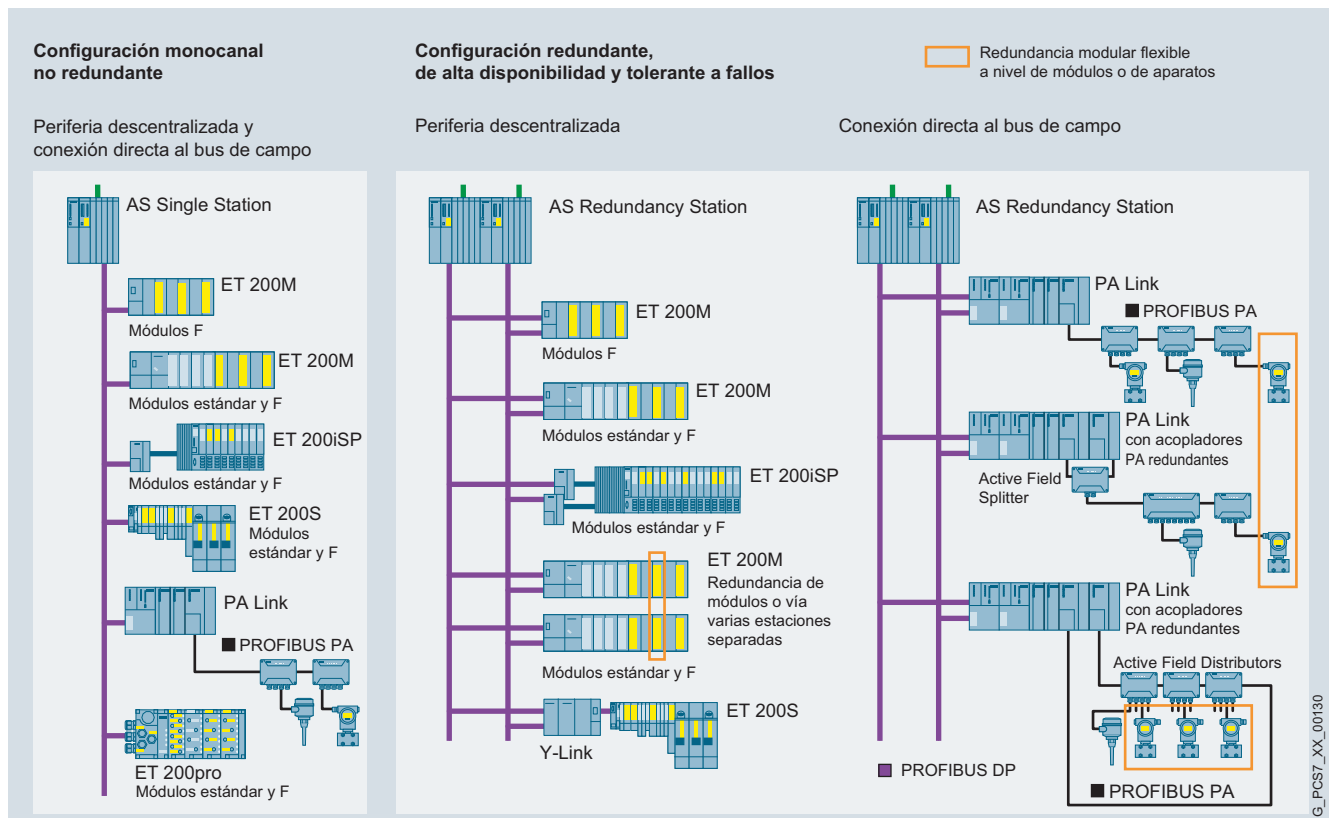 Configuración monocanal
no redundante
Configuración redundante,
de alta disponibilidad y tolerante a fallos
Redundancia modular flexible
a nivel de módulos o de aparatos
Periferia descentralizada y
conexión directa al bus de campo
Periferia descentralizada
Conexión directa al bus de campo
AS Single Station
ET 200M
Módulos F
ET 200M
Módulos estándar y F
ET 200iSP
Módulos estándar y F
ET 200S
Módulos
estándar y F
PA Link
PROFIBUS PA
ET 200pro
Módulos estándar y F
AS Redundancy Station
ET 200M
Módulos F
ET 200M
Módulos estándar y F
ET 200iSP
Módulos estándar y F
ET 200M
Redundancia de
módulos o vía
varias estaciones
separadas
Módulos estándar y F
ET 200S
Y-Link
AS Redundancy Station
PA Link
PROFIBUS PA
PA Link
con acopladores
PA redundantes
Active Field
Splitter
PA Link
con acopladores
PA redundantes
Active Field Distributors
PROFIBUS DP
PROFIBUS PA
G_PCS7_XX_00130